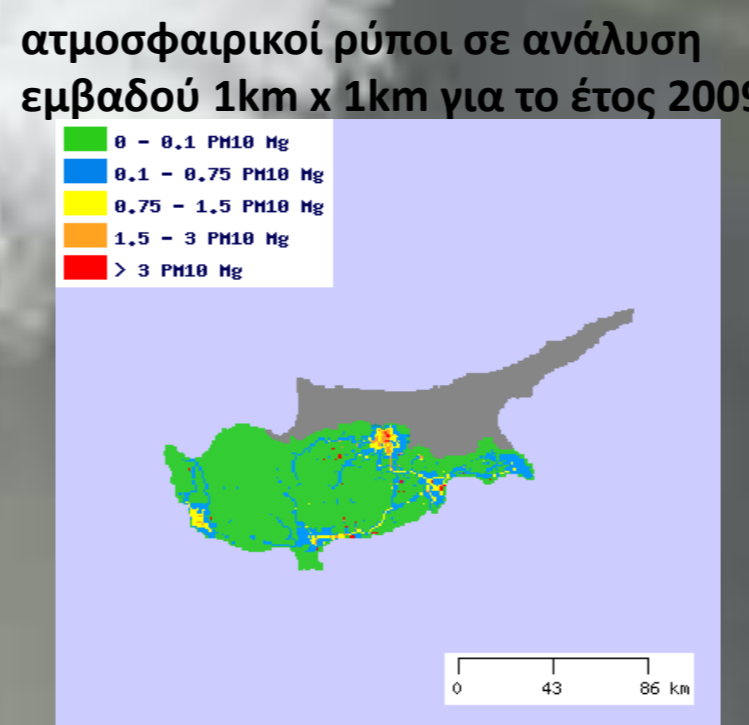 ατμοσφαιρικοί ρύποι σε ανάλυση
εμβαδού 1km x 1km για το έτος 2009
0 - 0.1 PM10 Mg
0.1 - 0.75 PM10 Mg
0.75 - 1.5 PM10 Mg
1.5 - 3 PM10 Mg
> 3 PM10 Mg
0 43 86 km